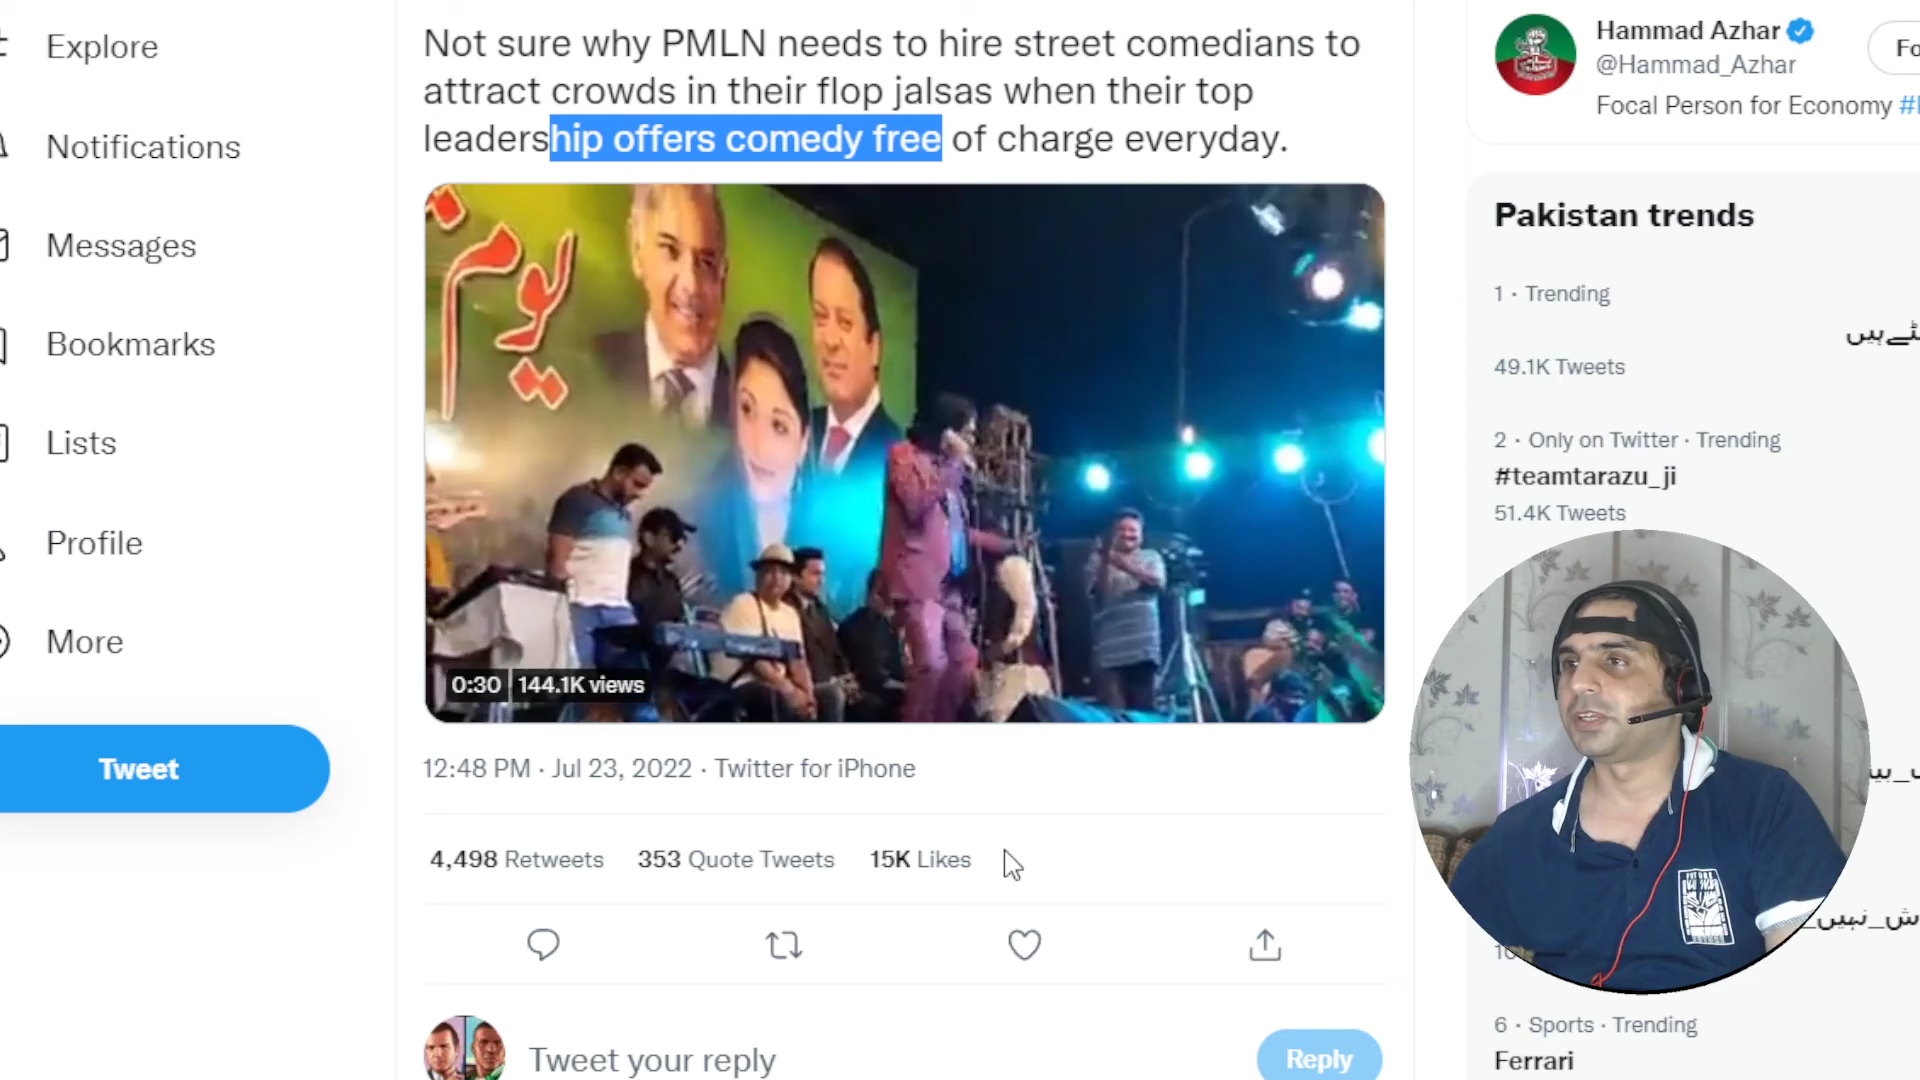 Explore
Notifications
Messages
Bookmarks
Lists
Profile
More
Tweet
Not sure why PMLN needs to hire street comedians to
attract crowds in their flop jalsas when their top
leadership offers comedy free of charge everyday.
یوم
0:30 144.1K views
12:48 PM · Jul 23, 2022 · Twitter for iPhone
4,498 Retweets 353 Quote Tweets 15K Likes
Tweet your reply
Reply
Hammad Azhar
@Hammad_Azhar
Fo
Focal Person for Economy
Pakistan trends
1 · Trending
49.1K Tweets
2 · Only on Twitter · Trending
#teamtarazu_ji
51.4K Tweets
6 · Sports · Trending
Ferrari